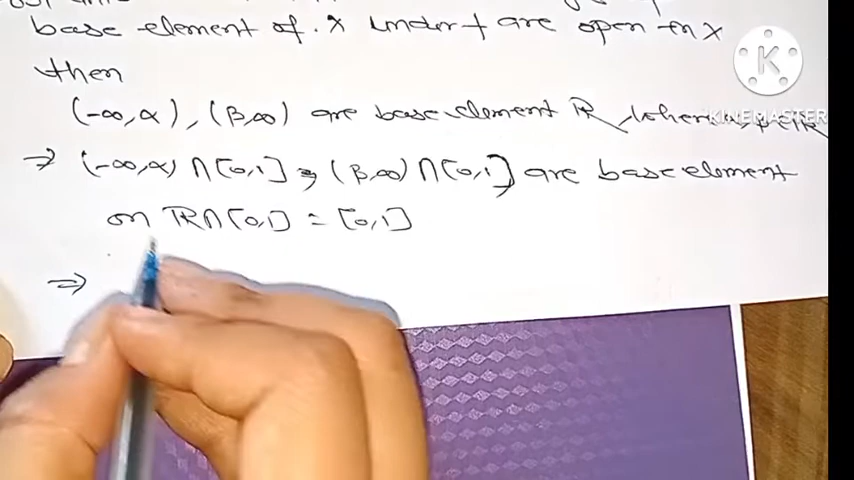 base element of X under f are open in X
then
(-∞,α), (β,∞) are base element ℝ, where α, β ∈ ℝ
KINEMASTER
⇒ (-∞,α) ∩ [0,1], (β,∞) ∩ [0,1] are base element
on ℝ∩[0,1] = [0,1]
⇒